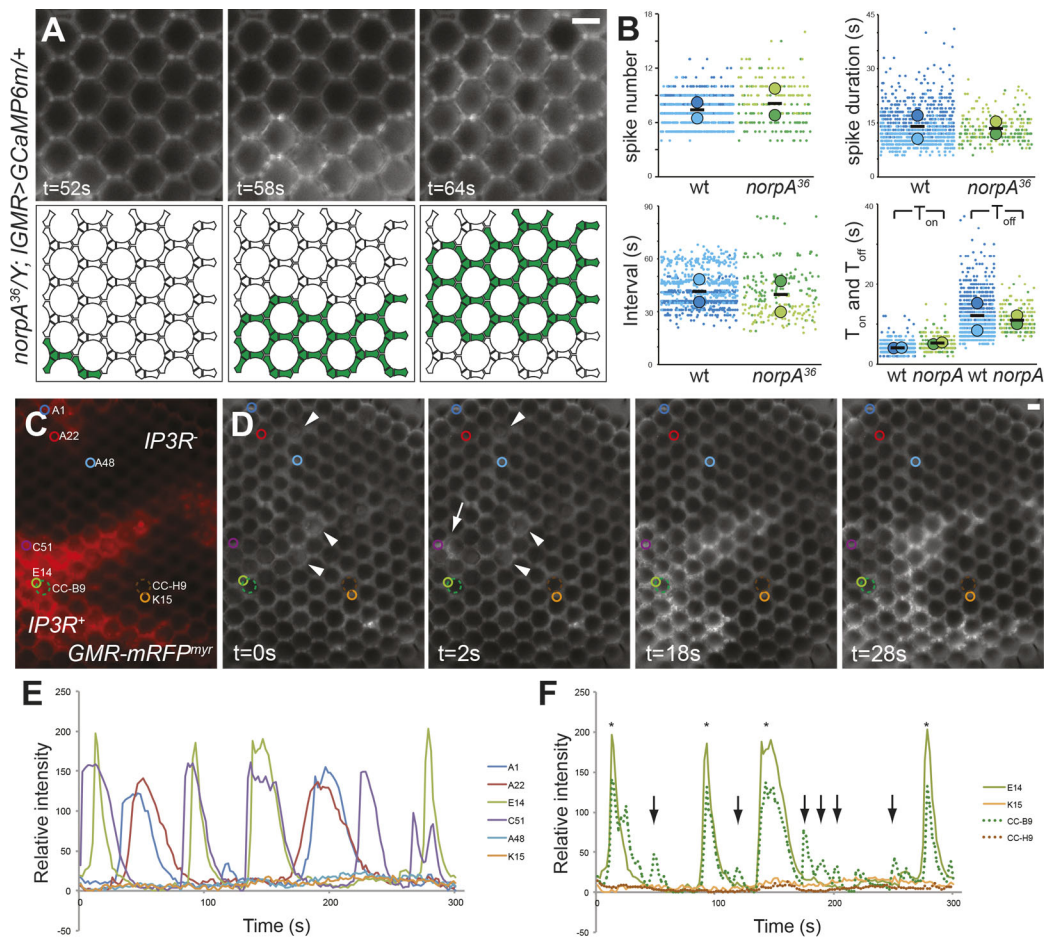 A
norpA³⁶/Y; GMR>GCaMP6m/+
t=52s
t=58s
t=64s
B
spike number
18
12
6
0
wt
norpA³⁶
spike duration (s)
45
30
15
0
wt
norpA³⁶
Interval (s)
90
60
30
0
wt
norpA³⁶
T on and T off (s)
30
20
10
0
T on
T off
wt norpA wt norpA
C
A1
A22
A48
IP3R⁻
C51
E14
CC-B9
CC-H9
K15
IP3R⁺
GMR-mRFPmyr
D
t=0s
t=2s
t=18s
t=28s
E
Relative intensity
250
200
150
100
50
0
-50
0
100
200
300
Time (s)
A1
A22
E14
C51
A48
K15
F
Relative intensity
250
200
150
100
50
0
-50
0
100
200
300
Time (s)
* * * *
E14
K15
CC-B9
CC-H9